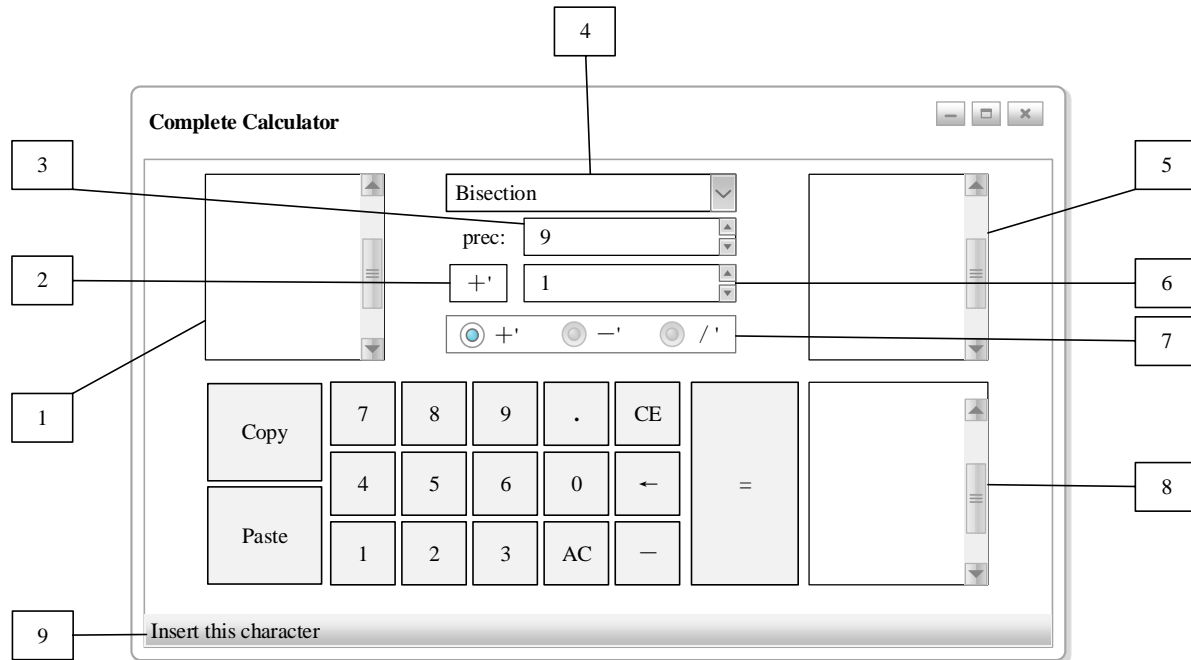 4
Complete Calculator
3
5
Bisection
prec: 9
2
+'
1
6
+' −' / '
7
1
Copy
7 8 9 . CE
4 5 6 0 ← =
8
Paste
1 2 3 AC −
9
Insert this character